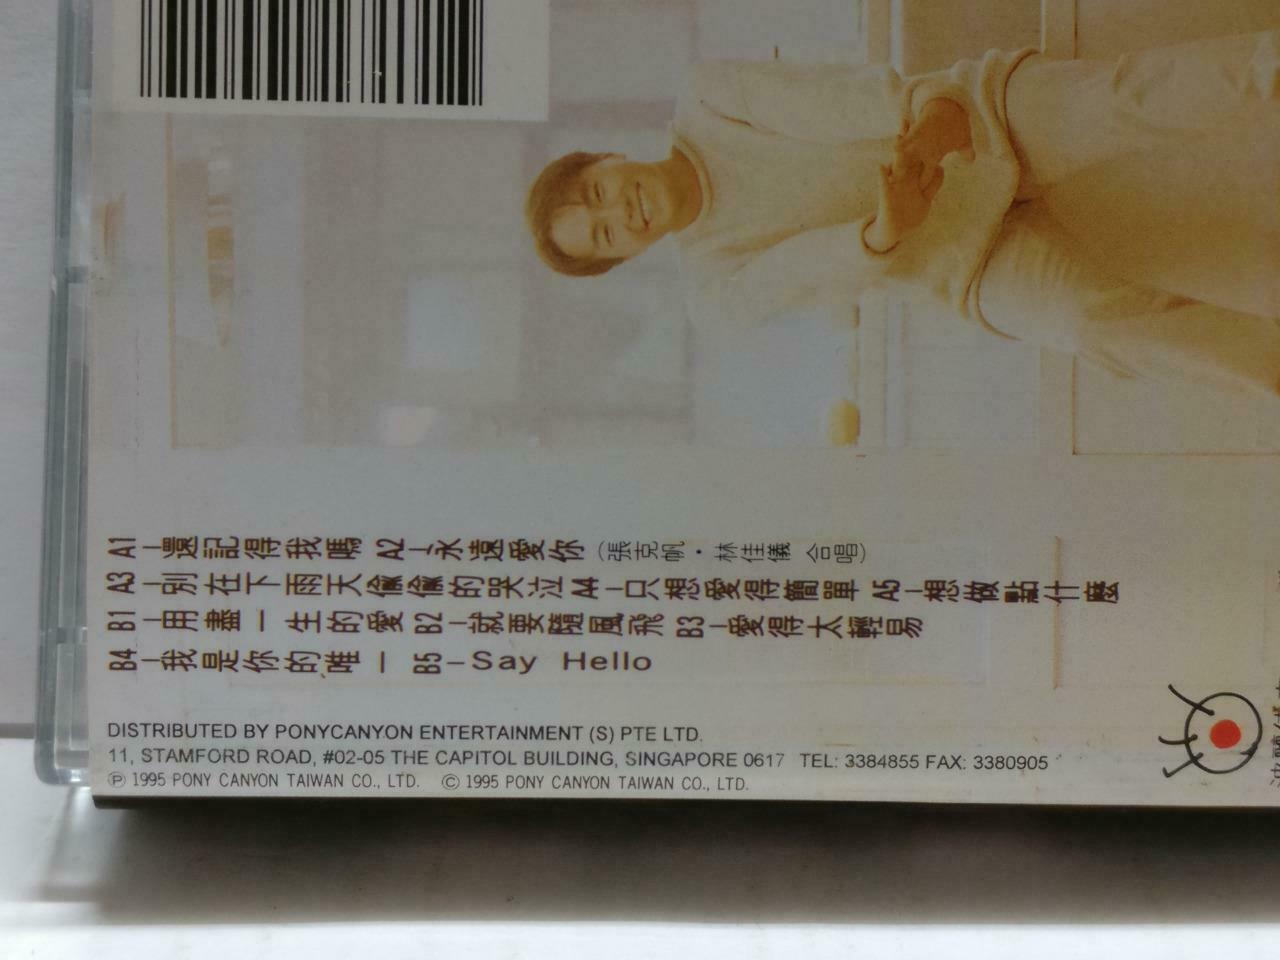 A1－還記得我嗎 A2－永遠愛你（張克帆・林佳儀 合唱）
A3－別在下雨天偷偷的哭泣 A4－只想愛得簡單 A5－想做點什麼
B1－用盡一生的愛 B2－就要隨風飛 B3－愛得太輕易
B4－我是你的唯一 B5－Say Hello
DISTRIBUTED BY PONYCANYON ENTERTAINMENT (S) PTE LTD.
11, STAMFORD ROAD, #02-05 THE CAPITOL BUILDING, SINGAPORE 0617 TEL: 3384855 FAX: 3380905
Ⓟ 1995 PONY CANYON TAIWAN CO., LTD. © 1995 PONY CANYON TAIWAN CO., LTD.